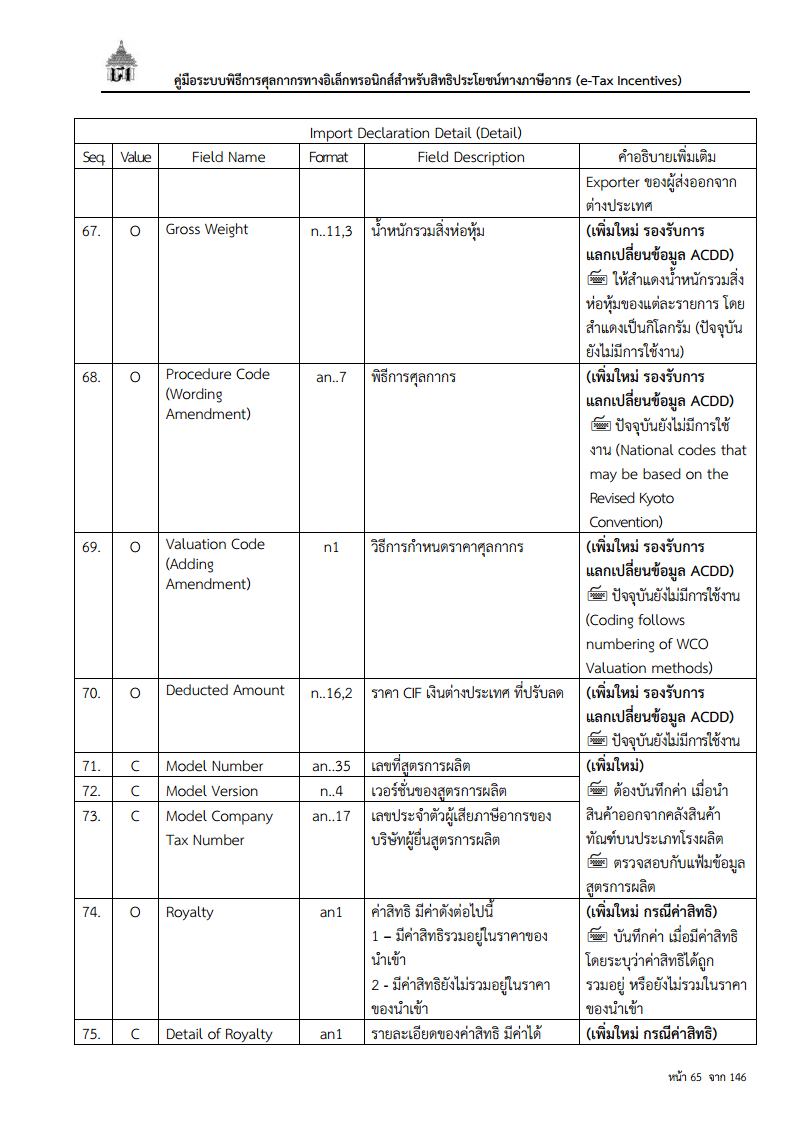 คู่มือระบบพิธีการศุลกากรทางอิเล็กทรอนิกส์สำหรับสิทธิประโยชน์ทางภาษีอากร (e-Tax Incentives)
Import Declaration Detail (Detail)
Seq. Value Field Name Format Field Description คำอธิบายเพิ่มเติม
Exporter ของผู้ส่งออกจาก
ต่างประเทศ
67. O Gross Weight n..11,3 น้ำหนักรวมสิ่งห่อหุ้ม (เพิ่มใหม่ รองรับการ
แลกเปลี่ยนข้อมูล ACDD)
ให้สำแดงน้ำหนักรวมสิ่ง
ห่อหุ้มของแต่ละรายการ โดย
สำแดงเป็นกิโลกรัม (ปัจจุบัน
ยังไม่มีการใช้งาน)
68. O Procedure Code an..7 พิธีการศุลกากร (เพิ่มใหม่ รองรับการ
(Wording แลกเปลี่ยนข้อมูล ACDD)
Amendment) ปัจจุบันยังไม่มีการใช้
งาน (National codes that
may be based on the
Revised Kyoto
Convention)
69. O Valuation Code n1 วิธีการกำหนดราคาศุลกากร (เพิ่มใหม่ รองรับการ
(Adding แลกเปลี่ยนข้อมูล ACDD)
Amendment) ปัจจุบันยังไม่มีการใช้งาน
(Coding follows
numbering of WCO
Valuation methods)
70. O Deducted Amount n..16,2 ราคา CIF เงินต่างประเทศ ที่ปรับลด (เพิ่มใหม่ รองรับการ
แลกเปลี่ยนข้อมูล ACDD)
ปัจจุบันยังไม่มีการใช้งาน
71. C Model Number an..35 เลขที่สูตรการผลิต (เพิ่มใหม่)
72. C Model Version n..4 เวอร์ชั่นของสูตรการผลิต ต้องบันทึกค่า เมื่อนำ
73. C Model Company an..17 เลขประจำตัวผู้เสียภาษีอากรของ สินค้าออกจากคลังสินค้า
Tax Number บริษัทผู้ยื่นสูตรการผลิต ทัณฑ์บนประเภทโรงผลิต
ตรวจสอบกับแฟ้มข้อมูล
สูตรการผลิต
74. O Royalty an1 ค่าสิทธิ มีค่าดังต่อไปนี้ (เพิ่มใหม่ กรณีค่าสิทธิ)
1 – มีค่าสิทธิรวมอยู่ในราคาของ บันทึกค่า เมื่อมีค่าสิทธิ
นำเข้า โดยระบุว่าค่าสิทธิได้ถูก
2 - มีค่าสิทธิยังไม่รวมอยู่ในราคา รวมอยู่ หรือยังไม่รวมในราคา
ของนำเข้า ของนำเข้า
75. C Detail of Royalty an1 รายละเอียดของค่าสิทธิ มีค่าได้ (เพิ่มใหม่ กรณีค่าสิทธิ)
หน้า 65 จาก 146